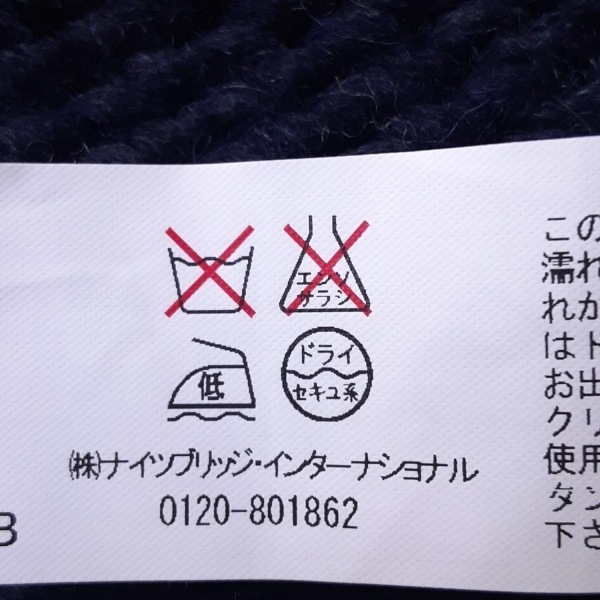 エンソ
サラシ
低
ドライ
セキユ系
㈱ナイツブリッジ・インターナショナル
0120-801862
B
この
濡れ
れか
はド
お出
クリ
使用
タン
下さ